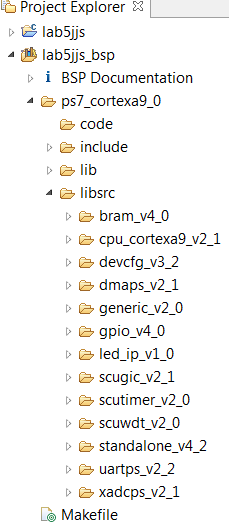 Project Explorer
lab5jjs
lab5jjs_bsp
BSP Documentation
ps7_cortexa9_0
code
include
lib
libsrc
bram_v4_0
cpu_cortexa9_v2_1
devcfg_v3_2
dmaps_v2_1
generic_v2_0
gpio_v4_0
led_ip_v1_0
scugic_v2_1
scutimer_v2_0
scuwdt_v2_0
standalone_v4_2
uartps_v2_2
xadcps_v2_1
Makefile